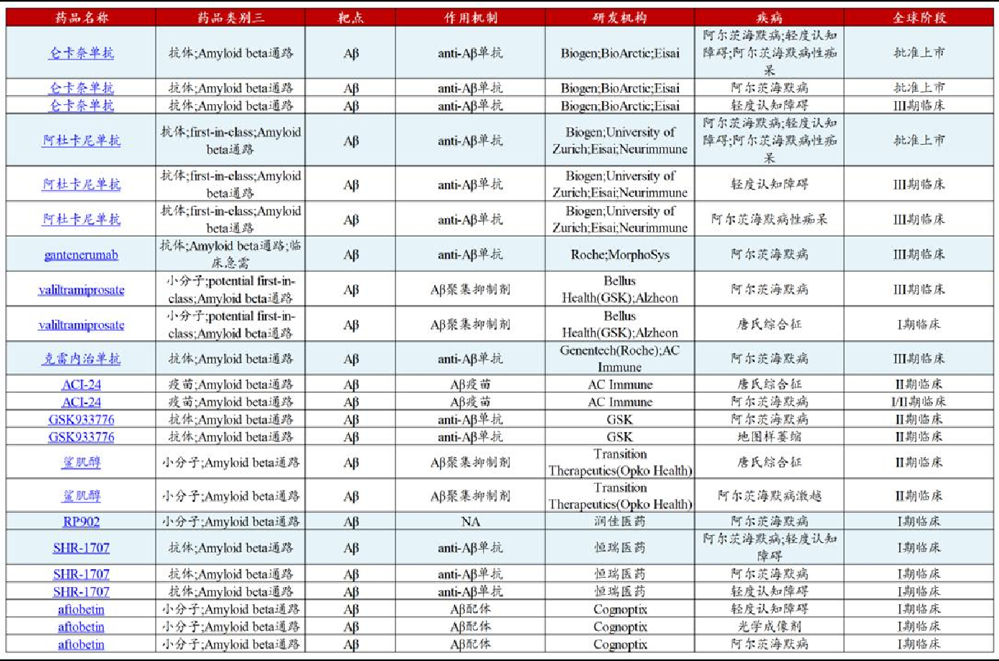 药品名称 药品类别三 靶点 作用机制 研发机构 疾病 全球阶段
阿尔茨海默病;轻度认知
仑卡奈单抗 抗体;Amyloid beta通路 Aβ anti-Aβ单抗 Biogen;BioArctic;Eisai 障碍;阿尔茨海默病性痴 批准上市
呆
仑卡奈单抗 抗体;Amyloid beta通路 Aβ anti-Aβ单抗 Biogen;BioArctic;Eisai 阿尔茨海默病 批准上市
仑卡奈单抗 抗体;Amyloid beta通路 Aβ anti-Aβ单抗 Biogen;BioArctic;Eisai 轻度认知障碍 III期临床
阿尔茨海默病;轻度认知
抗体;first-in-class;Amyloid Biogen;University of
阿杜卡尼单抗 Aβ anti-Aβ单抗 障碍;阿尔茨海默病性痴 批准上市
beta通路 Zurich;Eisai;Neurimmune
呆
抗体;first-in-class;Amyloid Biogen;University of
阿杜卡尼单抗 Aβ anti-Aβ单抗 轻度认知障碍 III期临床
beta通路 Zurich;Eisai;Neurimmune
抗体;first-in-class;Amyloid Biogen;University of
阿杜卡尼单抗 Aβ anti-Aβ单抗 阿尔茨海默病性痴呆 III期临床
beta通路 Zurich;Eisai;Neurimmune
抗体;Amyloid beta通路;临
gantenerumab Aβ anti-Aβ单抗 Roche;MorphoSys 阿尔茨海默病 III期临床
床急需
小分子;potential first-in- Bellus
valiltramiprosate Aβ Aβ聚集抑制剂 阿尔茨海默病 III期临床
class;Amyloid beta通路 Health(GSK);Alzheon
小分子;potential first-in- Bellus
valiltramiprosate Aβ Aβ聚集抑制剂 唐氏综合征 I期临床
class;Amyloid beta通路 Health(GSK);Alzheon
Genentech(Roche);AC
克雷内治单抗 抗体;Amyloid beta通路 Aβ anti-Aβ单抗 阿尔茨海默病 III期临床
Immune
ACI-24 疫苗;Amyloid beta通路 Aβ Aβ疫苗 AC Immune 唐氏综合征 II期临床
ACI-24 疫苗;Amyloid beta通路 Aβ Aβ疫苗 AC Immune 阿尔茨海默病 I/II期临床
GSK933776 抗体;Amyloid beta通路 Aβ anti-Aβ单抗 GSK 阿尔茨海默病 II期临床
GSK933776 抗体;Amyloid beta通路 Aβ anti-Aβ单抗 GSK 地图样萎缩 II期临床
Transition
鲨肌醇 小分子;Amyloid beta通路 Aβ Aβ聚集抑制剂 唐氏综合征 II期临床
Therapeutics(Opko Health)
Transition
鲨肌醇 小分子;Amyloid beta通路 Aβ Aβ聚集抑制剂 阿尔茨海默病激越 II期临床
Therapeutics(Opko Health)
RP902 小分子;Amyloid beta通路 Aβ NA 润佳医药 阿尔茨海默病 I期临床
阿尔茨海默病;轻度认知
SHR-1707 抗体;Amyloid beta通路 Aβ anti-Aβ单抗 恒瑞医药 I期临床
障碍
SHR-1707 抗体;Amyloid beta通路 Aβ anti-Aβ单抗 恒瑞医药 阿尔茨海默病 I期临床
SHR-1707 抗体;Amyloid beta通路 Aβ anti-Aβ单抗 恒瑞医药 轻度认知障碍 I期临床
aftobetin 小分子;Amyloid beta通路 Aβ Aβ配体 Cognoptix 轻度认知障碍 I期临床
aftobetin 小分子;Amyloid beta通路 Aβ Aβ配体 Cognoptix 光学成像剂 I期临床
aftobetin 小分子;Amyloid beta通路 Aβ Aβ配体 Cognoptix 阿尔茨海默病 I期临床